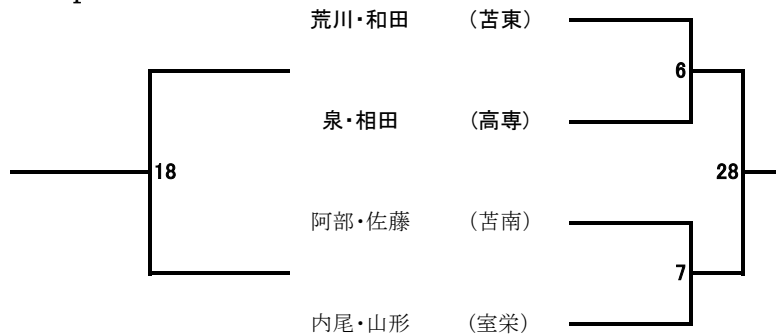 荒川・和田 (苫東)
6
泉・相田 (高専)
18
28
阿部・佐藤 (苫南)
7
内尾・山形 (室栄)